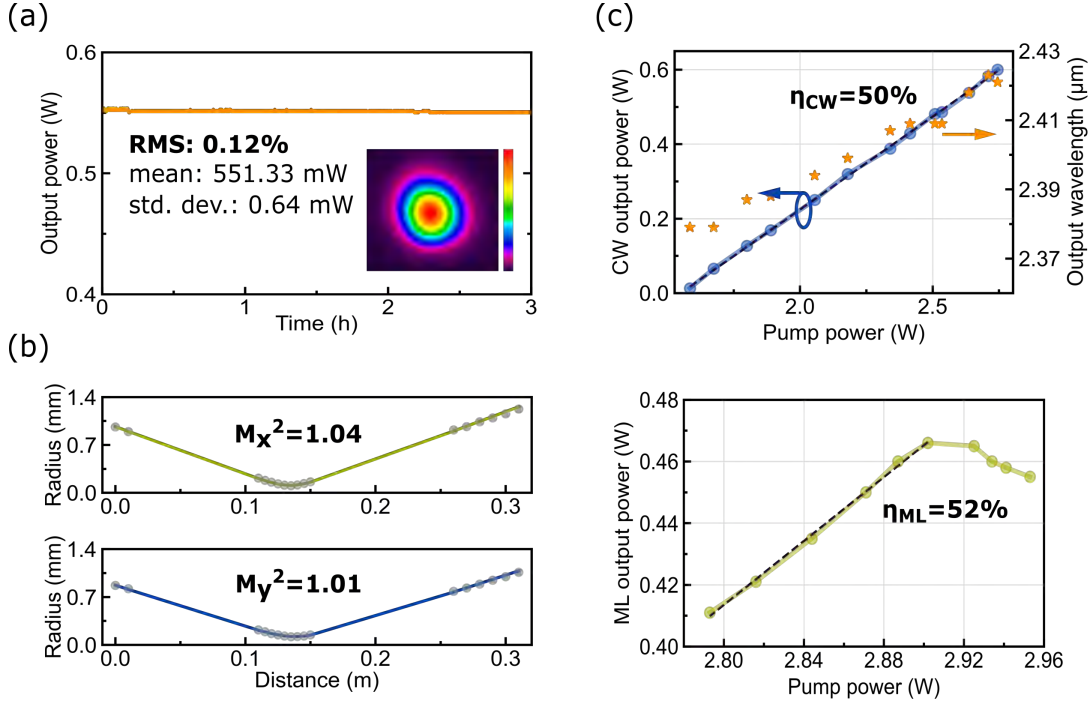 (a)
0.6
0.5
0.4
Output power (W)
RMS: 0.12%
mean: 551.33 mW
std. dev.: 0.64 mW
0
1
2
3
Time (h)
(b)
1.4
0.7
0.0
Radius (mm)
Mx²=1.04
0.0
0.1
0.2
0.3
1.4
0.7
0.0
Radius (mm)
My²=1.01
0.0
0.1
0.2
0.3
Distance (m)
(c)
0.6
0.4
0.2
0.0
CW output power (W)
ηCW=50%
2.43
2.41
2.39
2.37
Output wavelength (μm)
2.0
2.5
Pump power (W)
0.48
0.46
0.44
0.42
0.40
ML output power (W)
ηML=52%
2.80
2.84
2.88
2.92
2.96
Pump power (W)